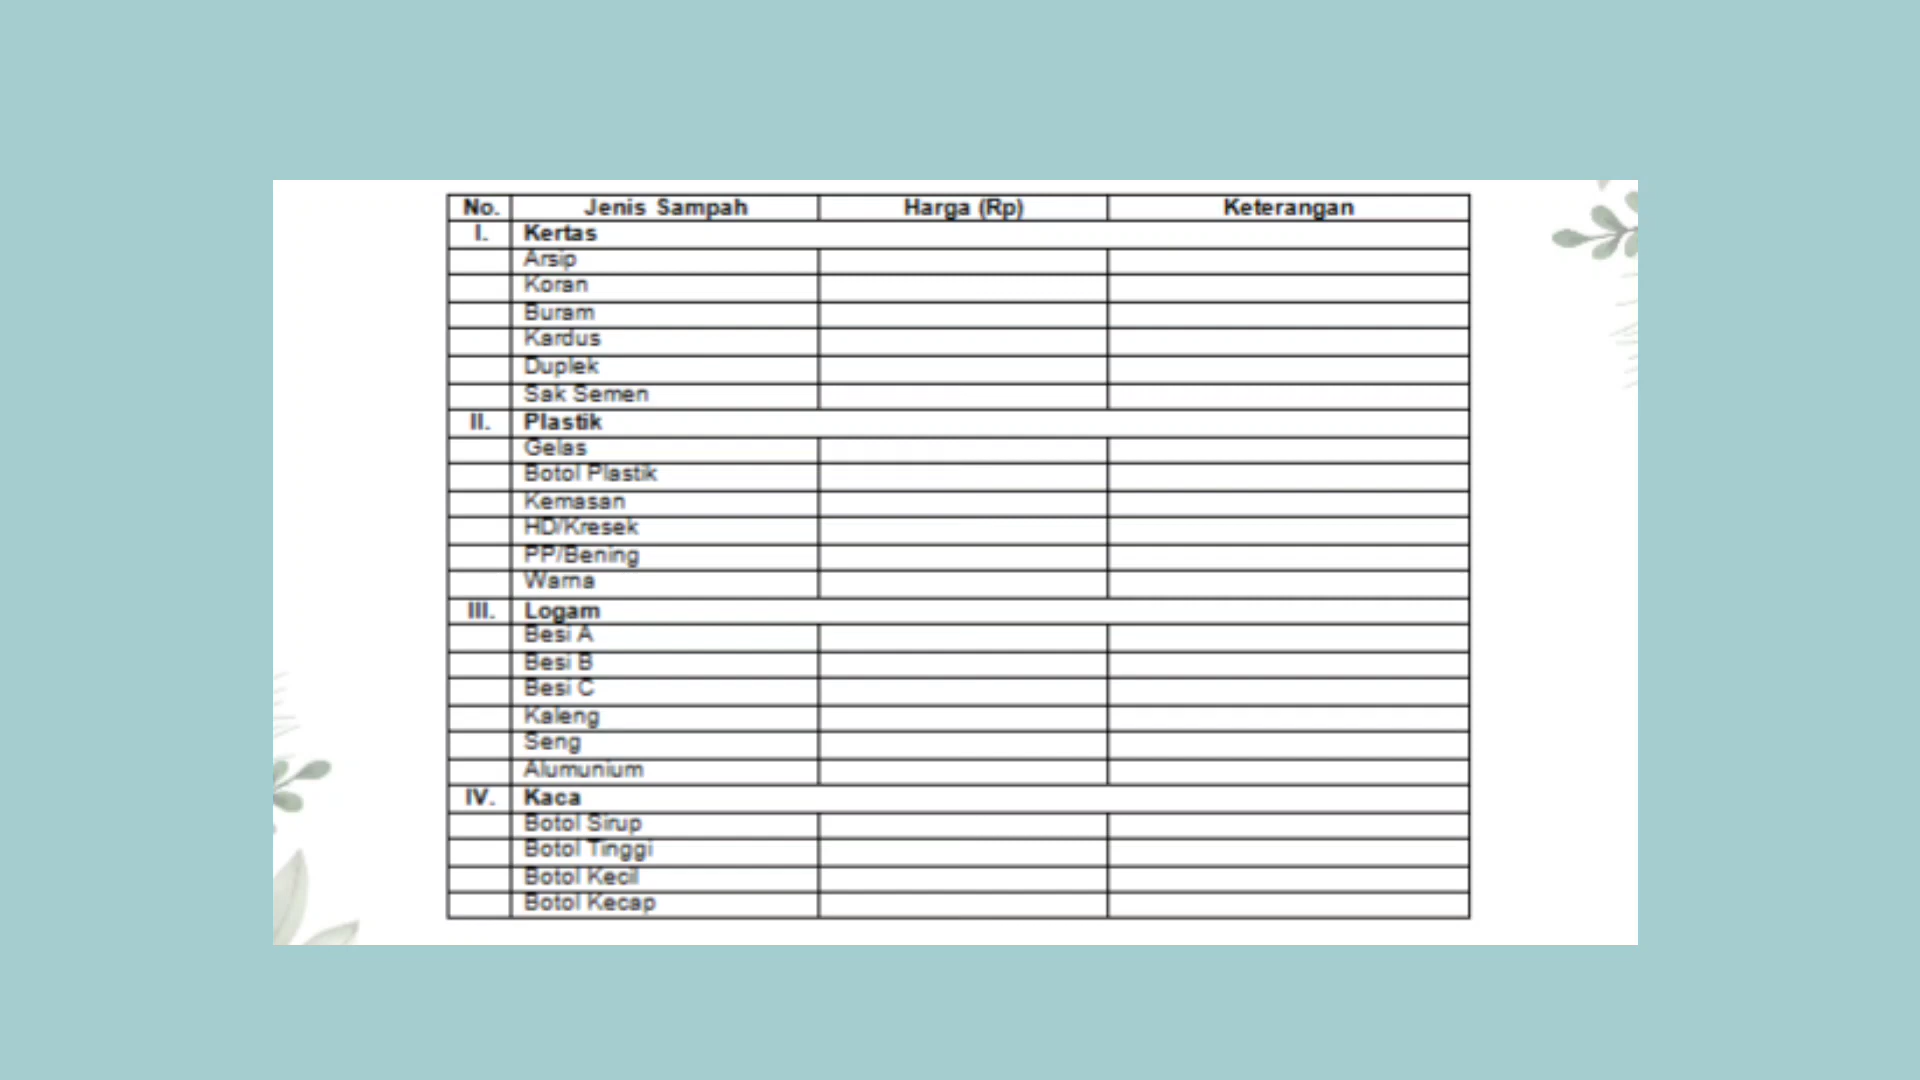 No. Jenis Sampah Harga (Rp) Keterangan
I. Kertas
Arsip
Koran
Buram
Kardus
Duplek
Sak Semen
II. Plastik
Gelas
Botol Plastik
Kemasan
HD/Kresek
PP/Bening
Warna
III. Logam
Besi A
Besi B
Besi C
Kaleng
Seng
Alumunium
IV. Kaca
Botol Sirup
Botol Tinggi
Botol Kecil
Botol Kecap